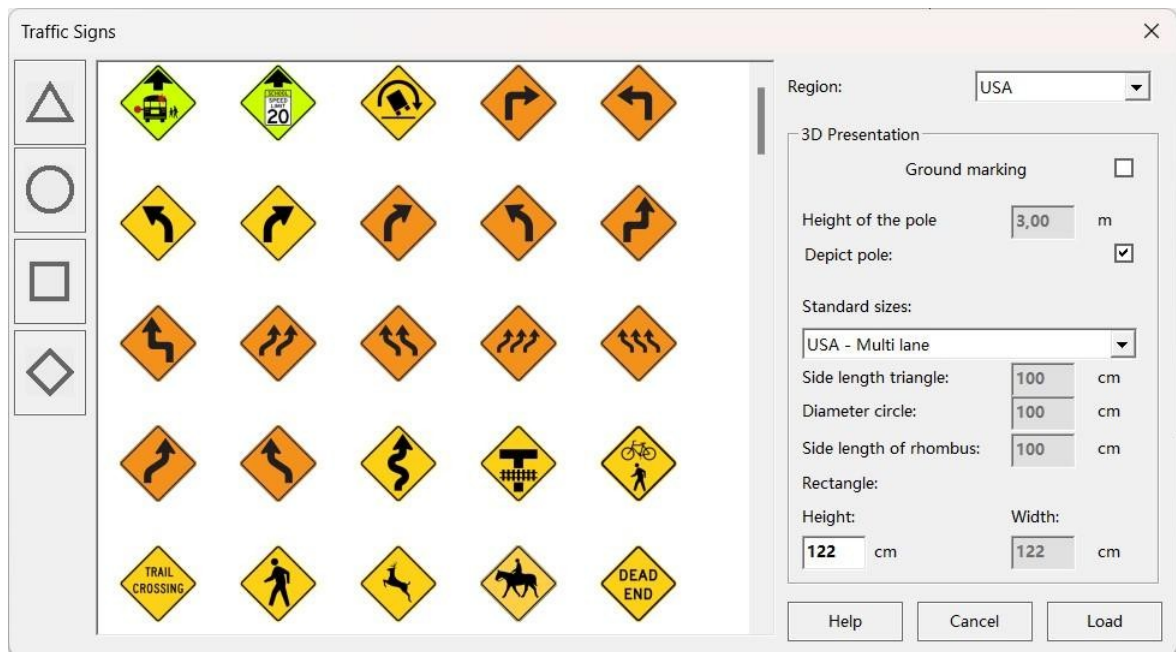 Traffic Signs
Region:
USA
3D Presentation
Ground marking
Height of the pole 3,00 m
Depict pole:
Standard sizes:
USA - Multi lane
Side length triangle: 100 cm
Diameter circle: 100 cm
Side length of rhombus: 100 cm
Rectangle:
Height: Width:
122 cm 122 cm
Help Cancel Load
SCHOOL
SPEED
LIMIT
20
TRAIL
CROSSING
DEAD
END